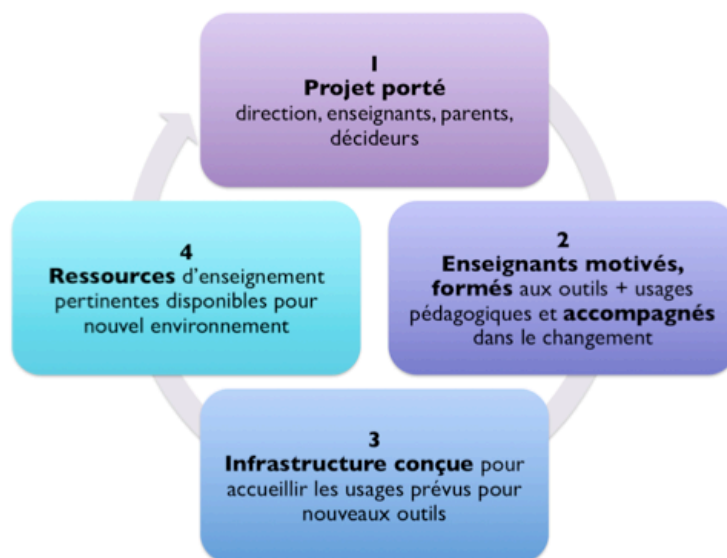 1
Projet porté
direction, enseignants, parents,
décideurs
2
Enseignants motivés,
formés aux outils + usages
pédagogiques et accompagnés
dans le changement
3
Infrastructure conçue pour
accueillir les usages prévus pour
nouveaux outils
4
Ressources d’enseignement
pertinentes disponibles pour
nouvel environnement